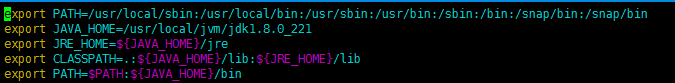 export PATH=/usr/local/sbin:/usr/local/bin:/usr/sbin:/usr/bin:/sbin:/bin:/snap/bin:/snap/bin
export JAVA_HOME=/usr/local/jvm/jdk1.8.0_221
export JRE_HOME=${JAVA_HOME}/jre
export CLASSPATH=.:${JAVA_HOME}/lib:${JRE_HOME}/lib
export PATH=$PATH:${JAVA_HOME}/bin